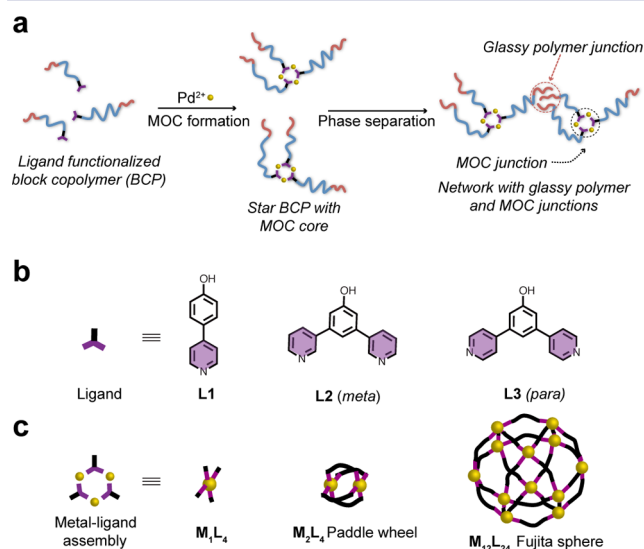 a
Glassy polymer junction
Pd2+
MOC formation
Phase separation
Ligand functionalized
block copolymer (BCP)
MOC junction
Star BCP with
MOC core
Network with glassy polymer
and MOC junctions
b
OH
OH
OH
N
N
N
N
N
Ligand
L1
L2 (meta)
L3 (para)
c
Metal-ligand
assembly
M1L4
M2L4 Paddle wheel
M12L24 Fujita sphere